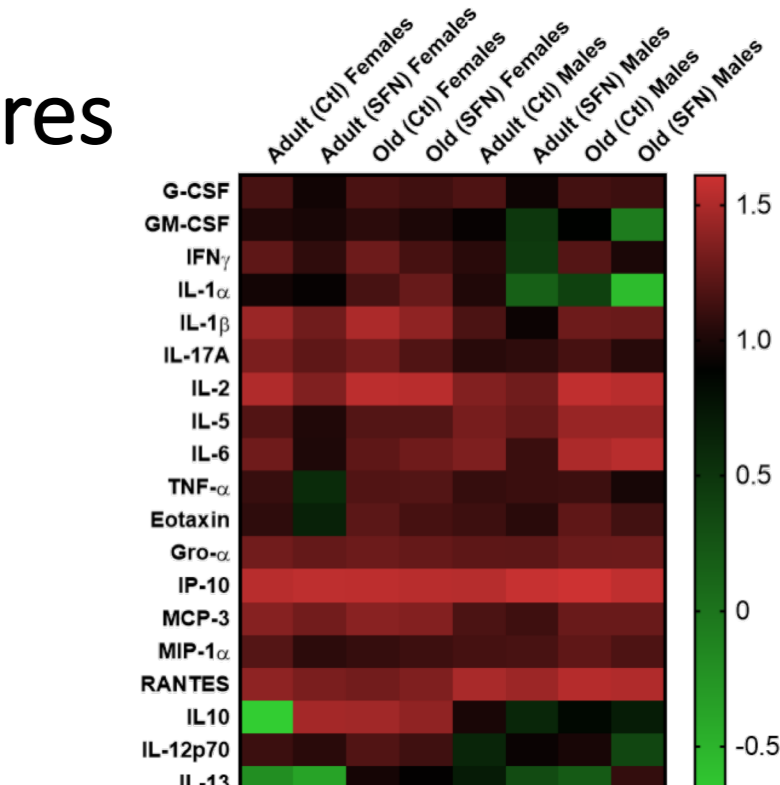 res
Adult (Ctl) Females
Adult (SFN) Females
Old (Ctl) Females
Old (SFN) Females
Adult (Ctl) Males
Adult (SFN) Males
Old (Ctl) Males
Old (SFN) Males
G-CSF
GM-CSF
IFNγ
IL-1α
IL-1β
IL-17A
IL-2
IL-5
IL-6
TNF-α
Eotaxin
Gro-α
IP-10
MCP-3
MIP-1α
RANTES
IL10
IL-12p70
IL-13
1.5
1.0
0.5
0
-0.5